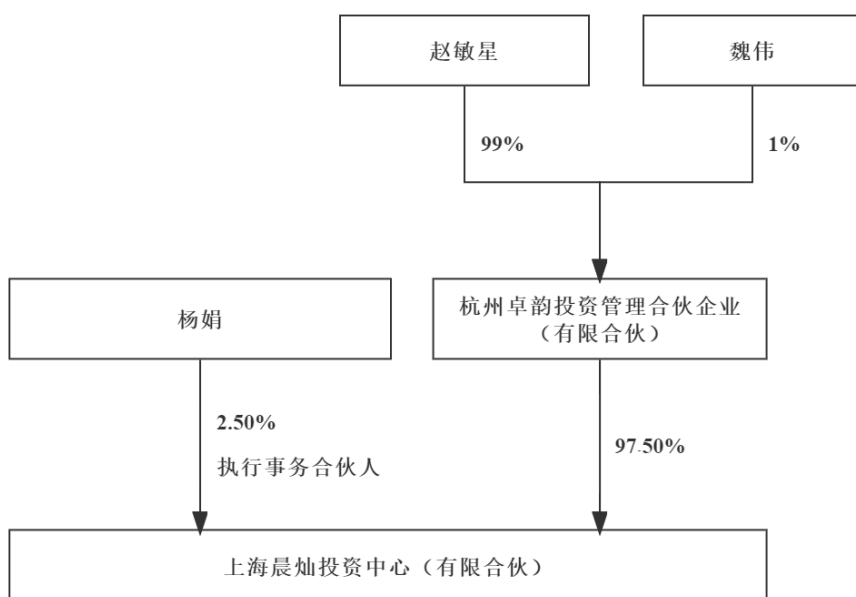 赵敏星
魏伟
99%
1%
杨娟
杭州卓韵投资管理合伙企业
（有限合伙）
2.50%
执行事务合伙人
97.50%
上海晨灿投资中心（有限合伙）